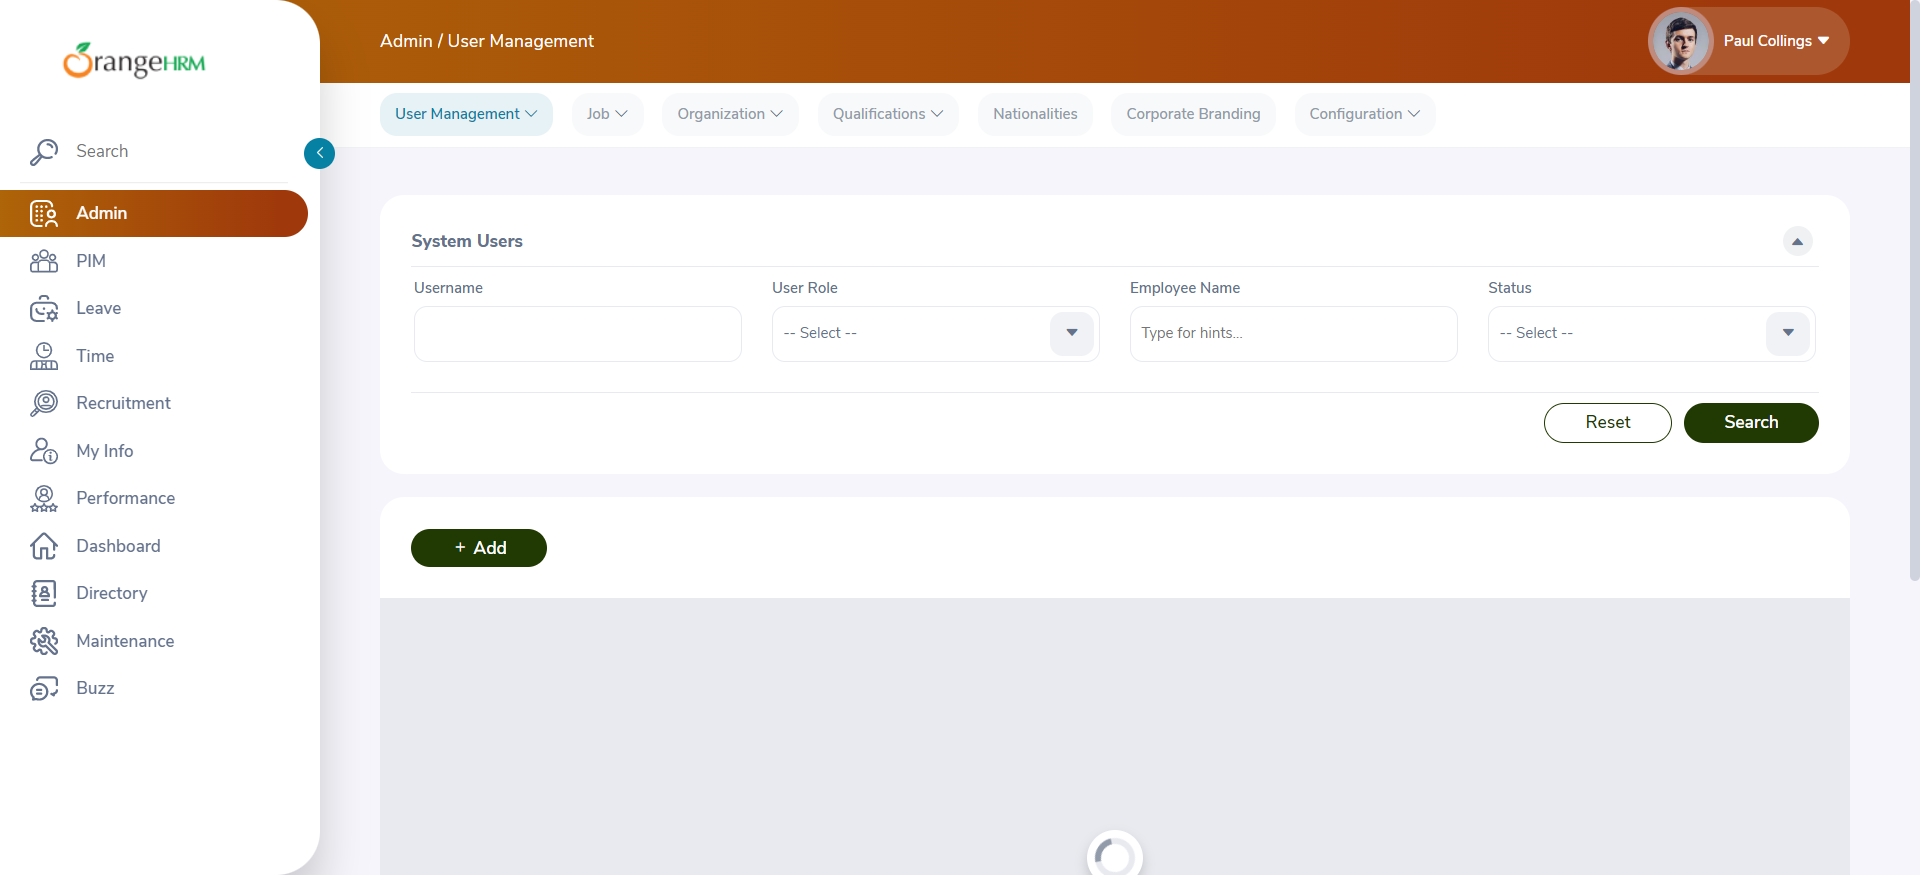 OrangeHRM
Search
Admin
PIM
Leave
Time
Recruitment
My Info
Performance
Dashboard
Directory
Maintenance
Buzz
Admin / User Management
Paul Collings
User Management
Job
Organization
Qualifications
Nationalities
Corporate Branding
Configuration
System Users
Username
User Role
Employee Name
Status
-- Select --
Type for hints...
-- Select --
Reset
Search
+ Add